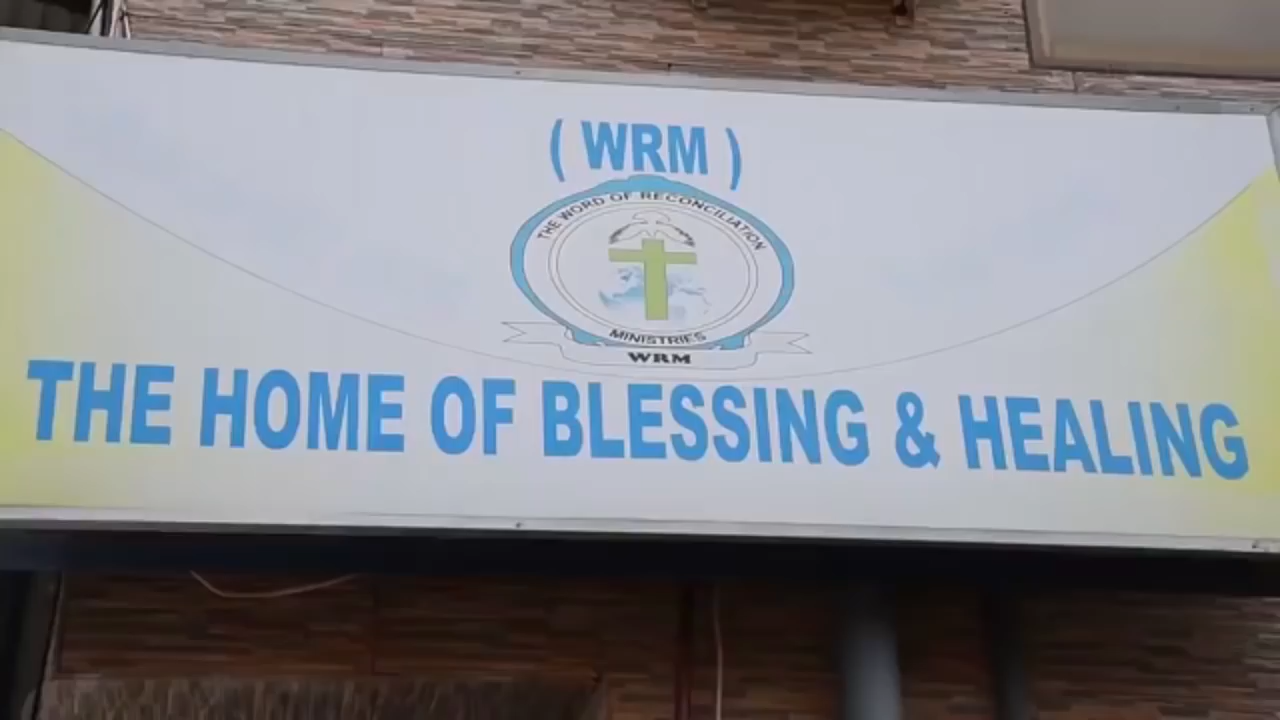 ( WRM )
THE WORD OF RECONCILIATION
MINISTRIES
WRM
THE HOME OF BLESSING & HEALING